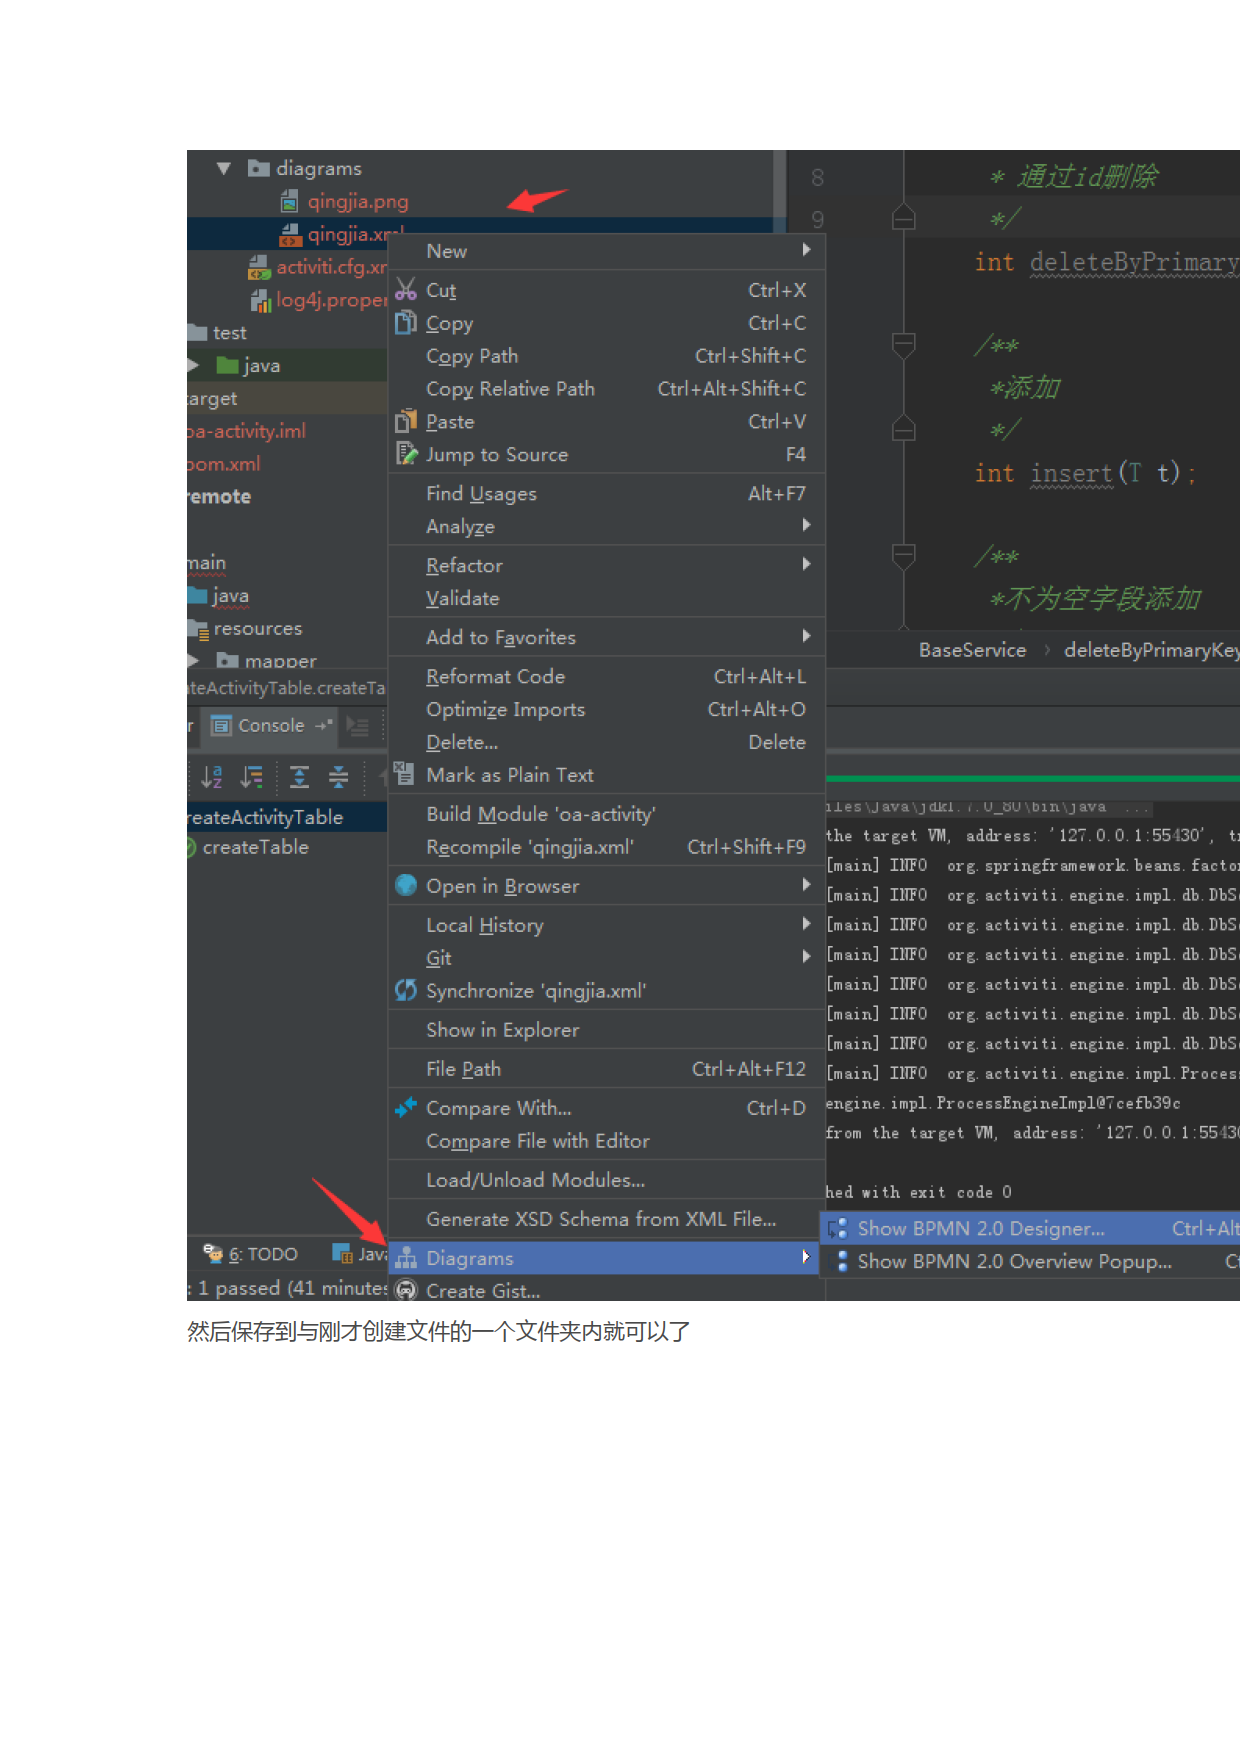 diagrams
qingjia.png
qingjia.xml
activiti.cfg.xm
log4j.proper
test
java
target
oa-activity.iml
pom.xml
remote
main
java
resources
mapper
ateActivityTable.createTa
Console
createActivityTable
createTable
6: TODO
Java
: 1 passed (41 minutes
New
Cut Ctrl+X
Copy Ctrl+C
Copy Path Ctrl+Shift+C
Copy Relative Path Ctrl+Alt+Shift+C
Paste Ctrl+V
Jump to Source F4
Find Usages Alt+F7
Analyze
Refactor
Validate
Add to Favorites
Reformat Code Ctrl+Alt+L
Optimize Imports Ctrl+Alt+O
Delete... Delete
Mark as Plain Text
Build Module 'oa-activity'
Recompile 'qingjia.xml' Ctrl+Shift+F9
Open in Browser
Local History
Git
Synchronize 'qingjia.xml'
Show in Explorer
File Path Ctrl+Alt+F12
Compare With... Ctrl+D
Compare File with Editor
Load/Unload Modules...
Generate XSD Schema from XML File...
Diagrams
Create Gist...
Show BPMN 2.0 Designer... Ctrl+Alt
Show BPMN 2.0 Overview Popup... Ct
8 * 通过id删除
9 */
int deleteByPrimary
/**
*添加
*/
int insert(T t);
/**
*不为空字段添加
BaseService › deleteByPrimaryKey
iles\Java\jdk1.7.0_80\bin\java ...
the target VM, address: '127.0.0.1:55430', t
[main] INFO org.springframework.beans.factor
[main] INFO org.activiti.engine.impl.db.DbS
[main] INFO org.activiti.engine.impl.db.DbS
[main] INFO org.activiti.engine.impl.db.DbS
[main] INFO org.activiti.engine.impl.db.DbS
[main] INFO org.activiti.engine.impl.db.DbS
[main] INFO org.activiti.engine.impl.db.DbS
[main] INFO org.activiti.engine.impl.Proces
engine.impl.ProcessEngineImpl@7cefb39c
from the target VM, address: '127.0.0.1:55430
hed with exit code 0
然后保存到与刚才创建文件的一个文件夹内就可以了